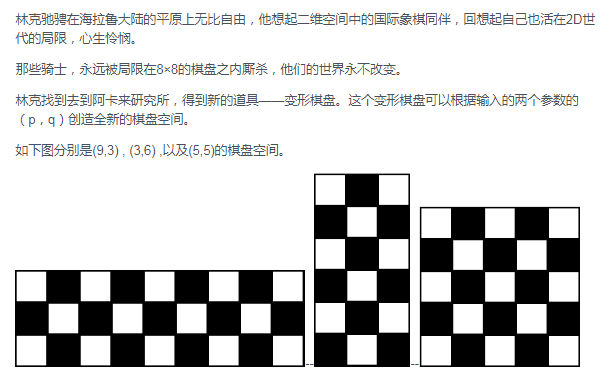 林克驰骋在海拉鲁大陆的平原上无比自由，他想起二维空间中的国际象棋同伴，回想起自己也活在2D世
代的局限，心生怜悯。
那些骑士，永远被局限在8×8的棋盘之内厮杀，他们的世界永不改变。
林克找到去到阿卡来研究所，得到新的道具——变形棋盘。这个变形棋盘可以根据输入的两个参数的
（p，q）创造全新的棋盘空间。
如下图分别是(9,3) , (3,6) ,以及(5,5)的棋盘空间。